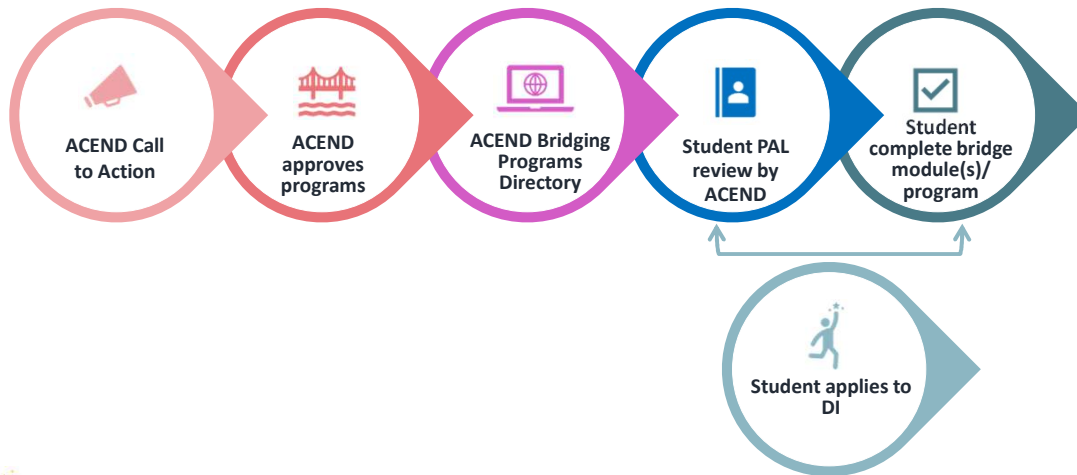 ACEND Call
to Action
ACEND
approves
programs
ACEND Bridging
Programs
Directory
Student PAL
review by
ACEND
Student
complete bridge
module(s)/
program
Student applies to
DI